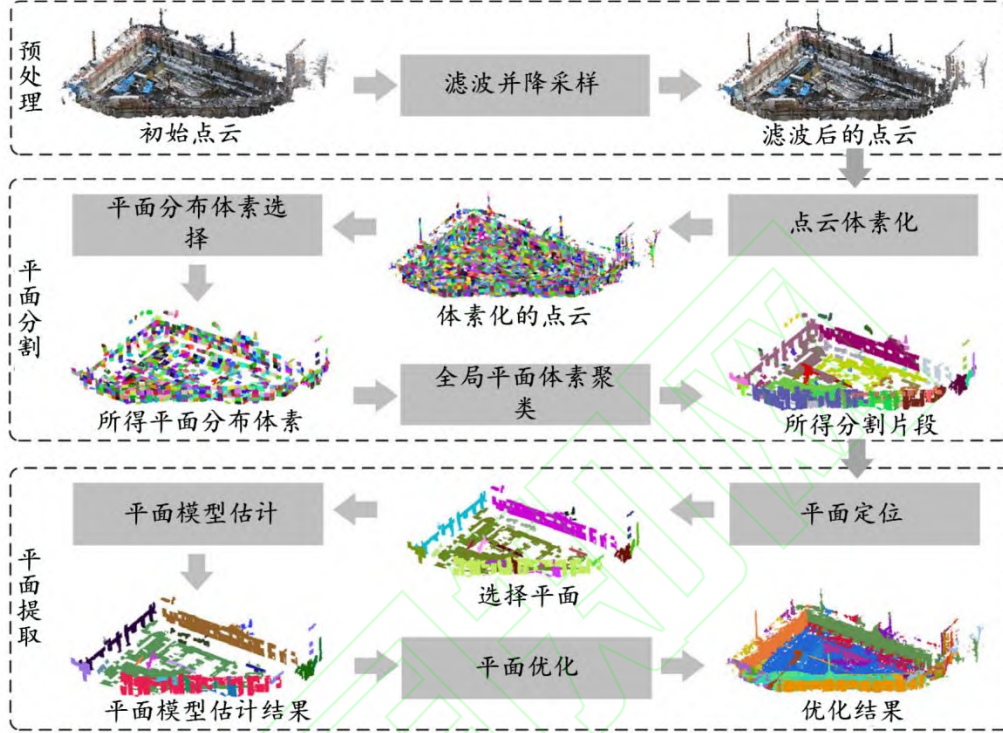 预处理
初始点云
滤波并降采样
滤波后的点云
平面分割
点云体素化
体素化的点云
平面分布体素选
择
所得平面分布体素
全局平面体素聚
类
所得分割片段
平面提取
平面定位
选择平面
平面模型估计
平面模型估计结果
平面优化
优化结果